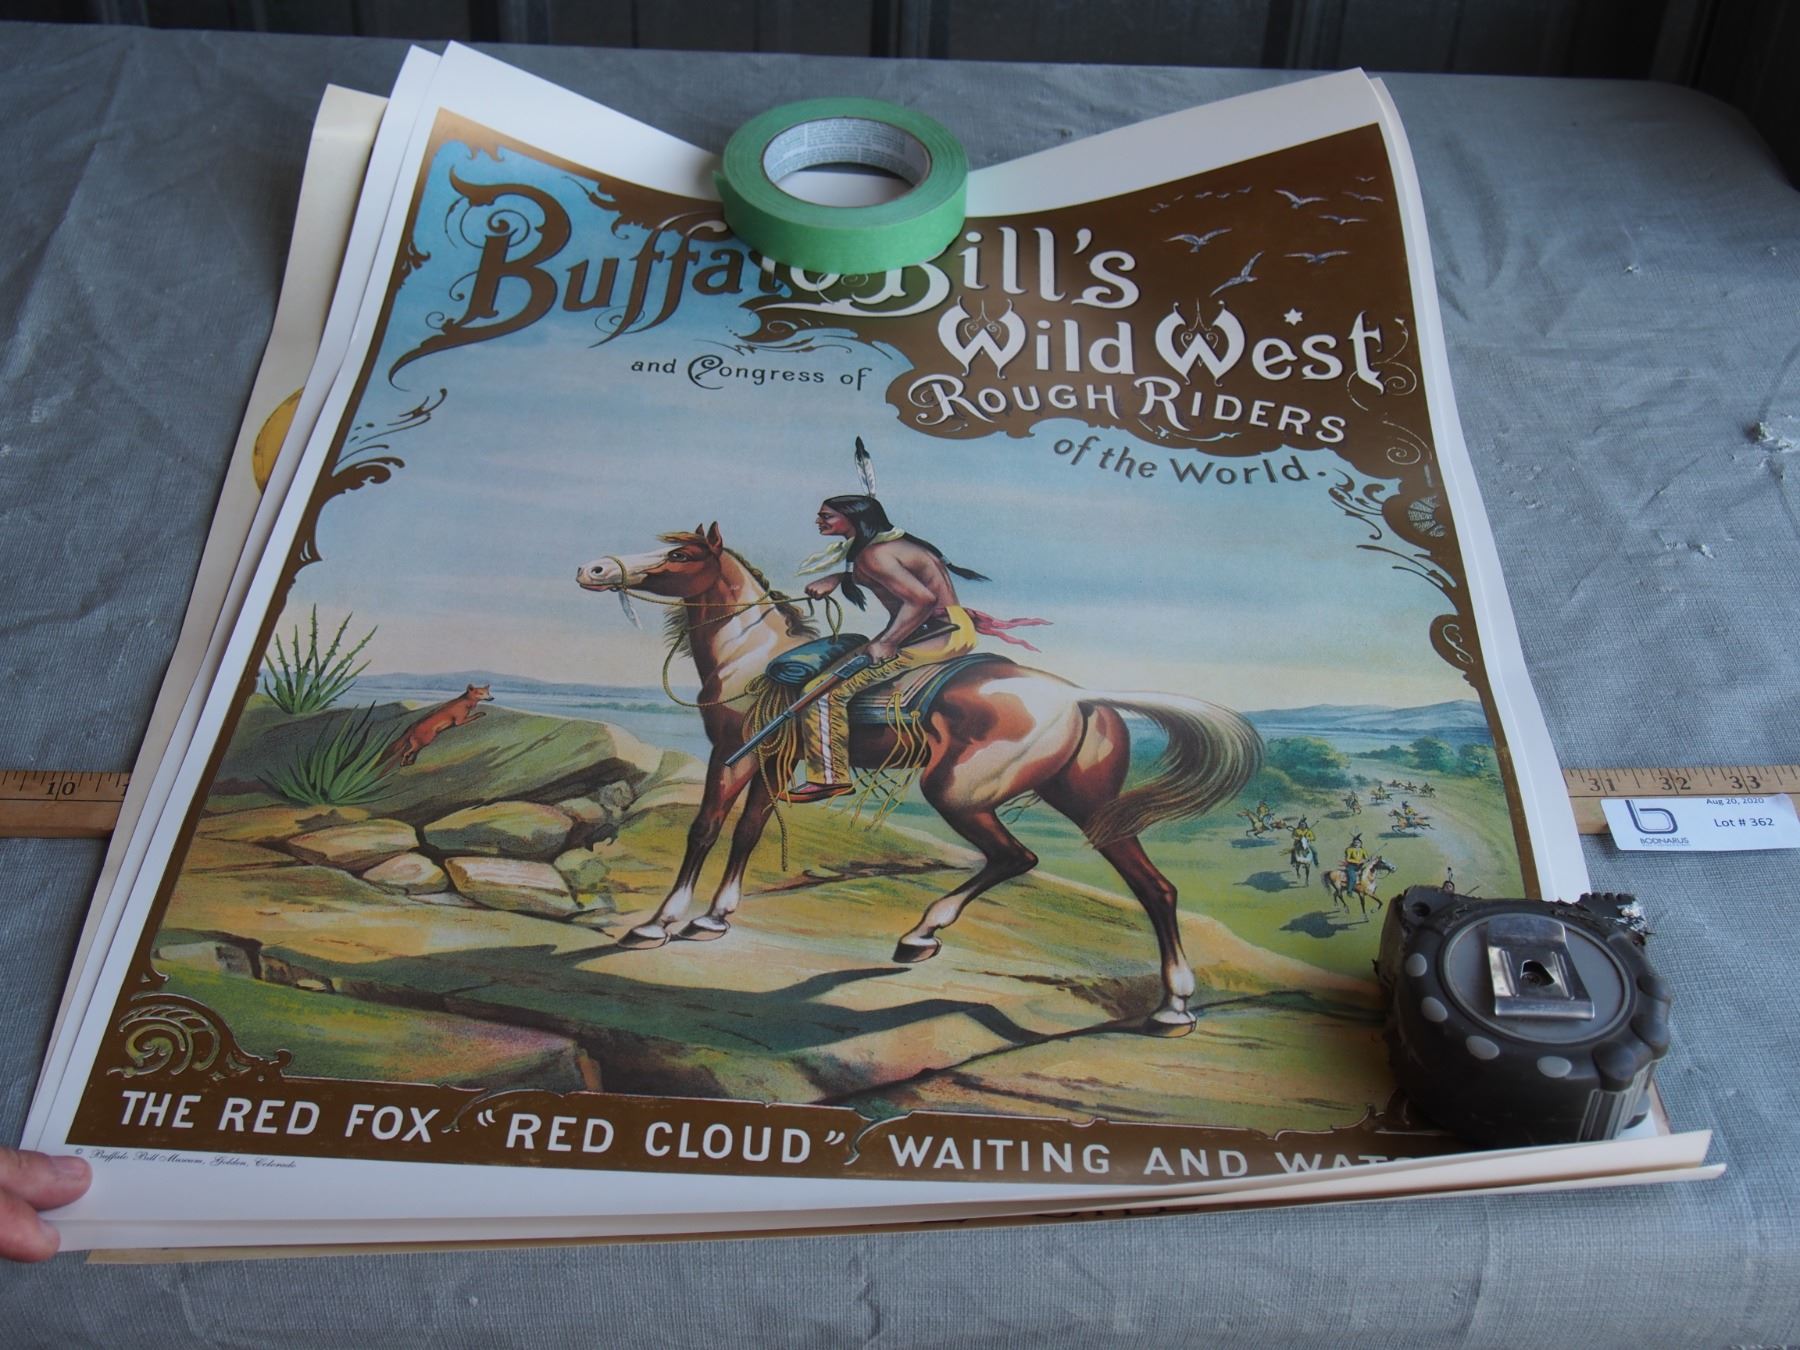 Buffalo Bill's
Wild West
and Congress of
ROUGH RIDERS
of the World.
10
31 32 33
Aug 20, 2020
Lot # 362
BODNARUS
THE RED FOX "RED CLOUD" WAITING AND
© Buffalo Bill Museum, Golden, Colorado